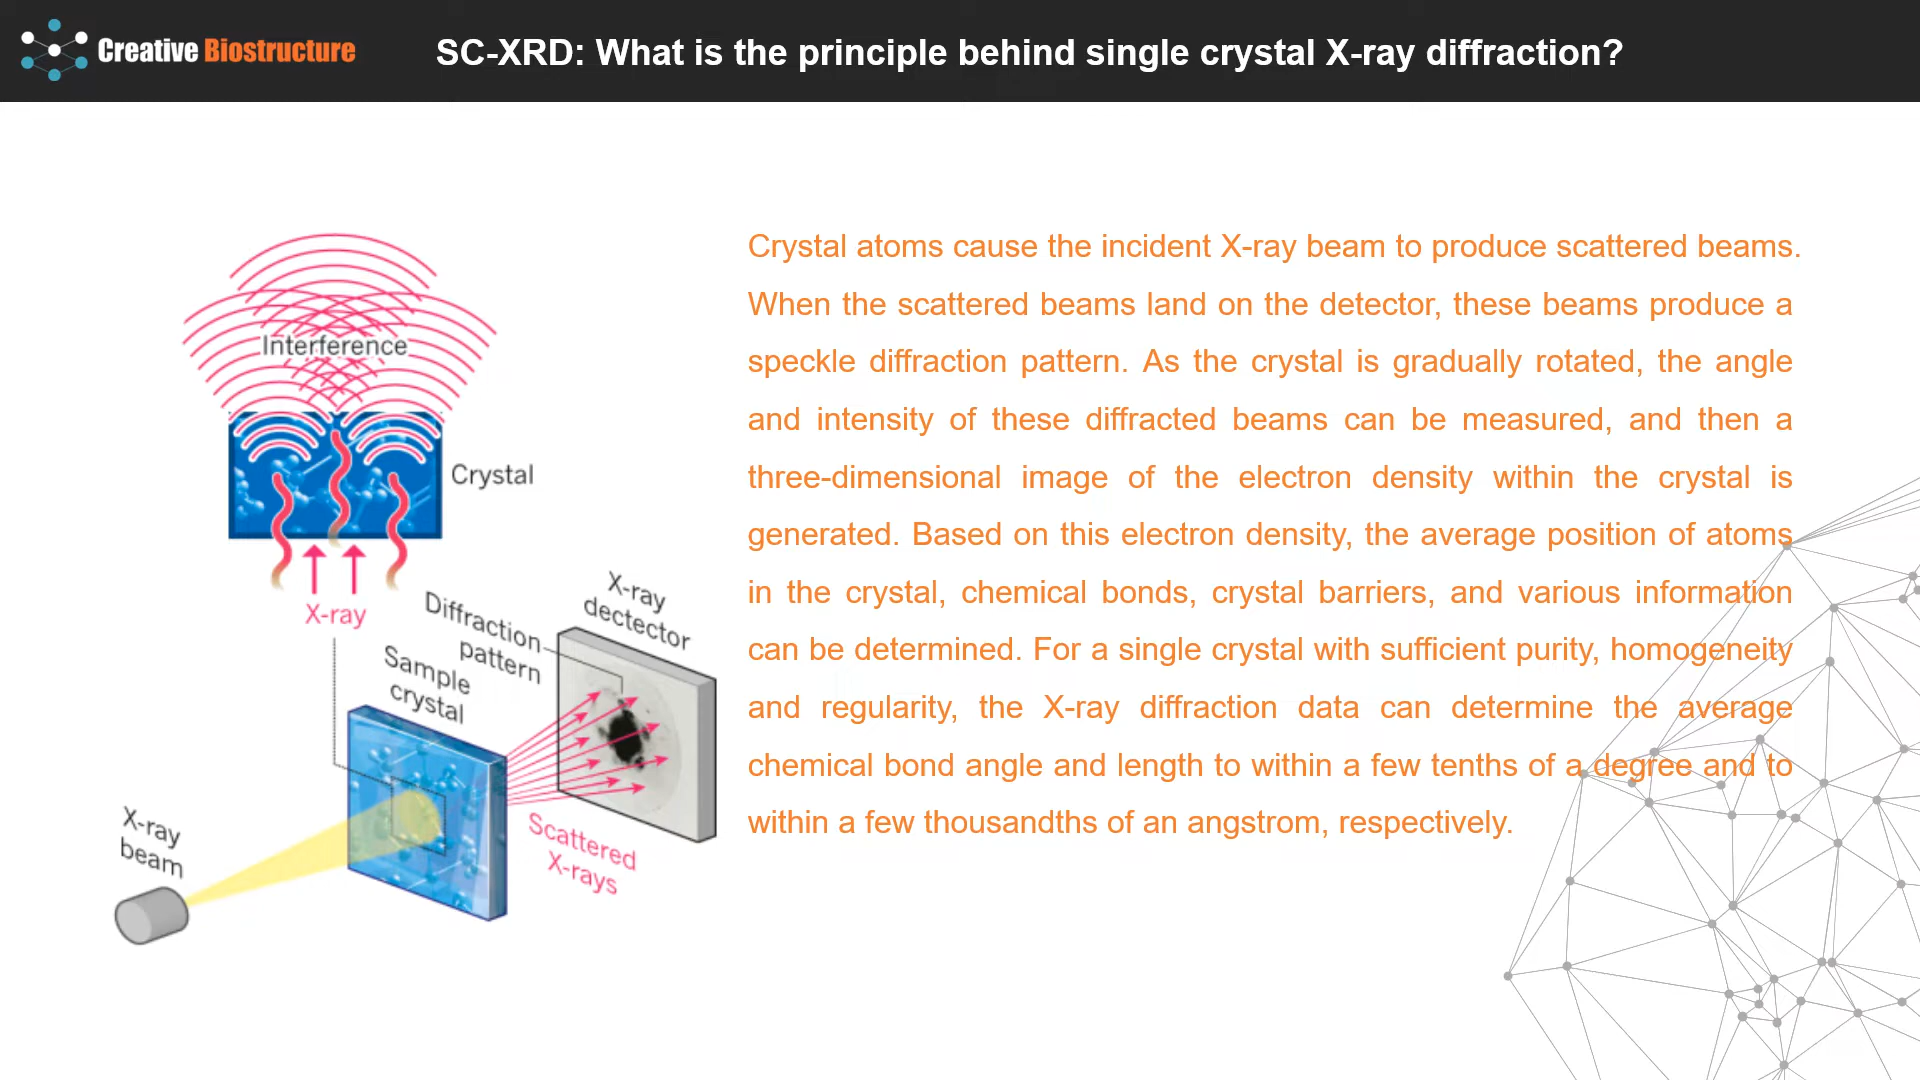 Creative Biostructure
SC-XRD: What is the principle behind single crystal X-ray diffraction?
Interference
Crystal
X-ray
X-ray
dectector
Diffraction
pattern
Sample
crystal
Scattered
X-rays
X-ray
beam
Crystal atoms cause the incident X-ray beam to produce scattered beams.
When the scattered beams land on the detector, these beams produce a
speckle diffraction pattern. As the crystal is gradually rotated, the angle
and intensity of these diffracted beams can be measured, and then a
three-dimensional image of the electron density within the crystal is
generated. Based on this electron density, the average position of atoms
in the crystal, chemical bonds, crystal barriers, and various information
can be determined. For a single crystal with sufficient purity, homogeneity
and regularity, the X-ray diffraction data can determine the average
chemical bond angle and length to within a few tenths of a degree and to
within a few thousandths of an angstrom, respectively.